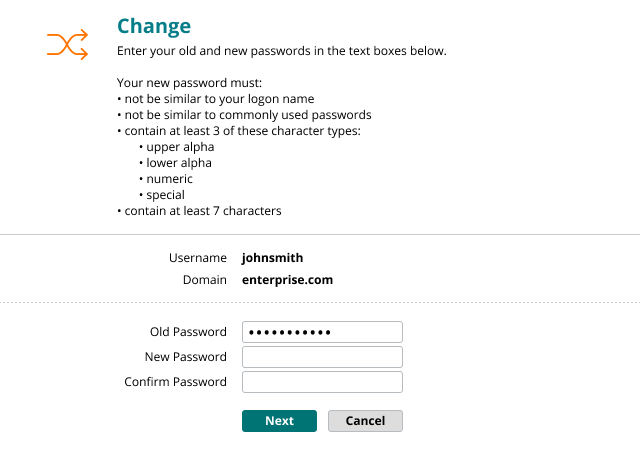 Change
Enter your old and new passwords in the text boxes below.
Your new password must:
• not be similar to your logon name
• not be similar to commonly used passwords
• contain at least 3 of these character types:
• upper alpha
• lower alpha
• numeric
• special
• contain at least 7 characters
Username johnsmith
Domain enterprise.com
Old Password •••••••••••
New Password
Confirm Password
Next Cancel